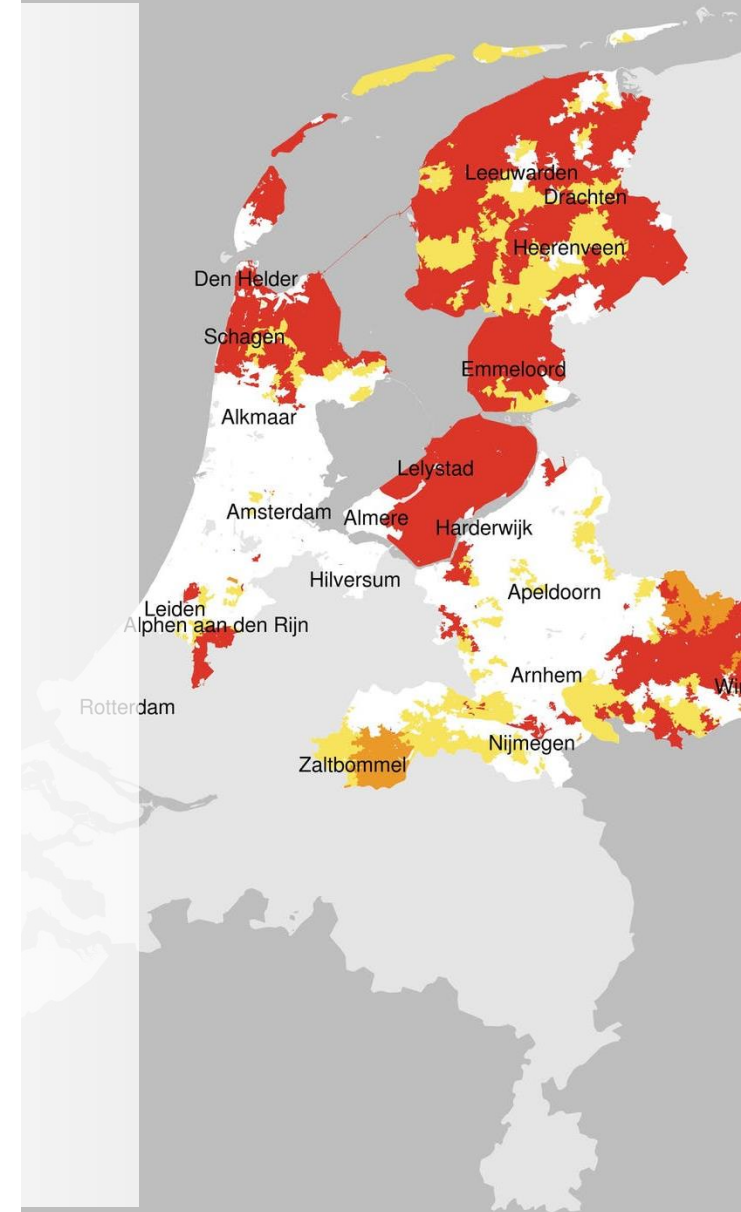 Leeuwarden
Drachten
Heerenveen
Den Helder
Schagen
Emmeloord
Alkmaar
Lelystad
Amsterdam
Almere
Harderwijk
Hilversum
Apeldoorn
Leiden
Alphen aan den Rijn
Arnhem
Wi
Rotterdam
Nijmegen
Zaltbommel